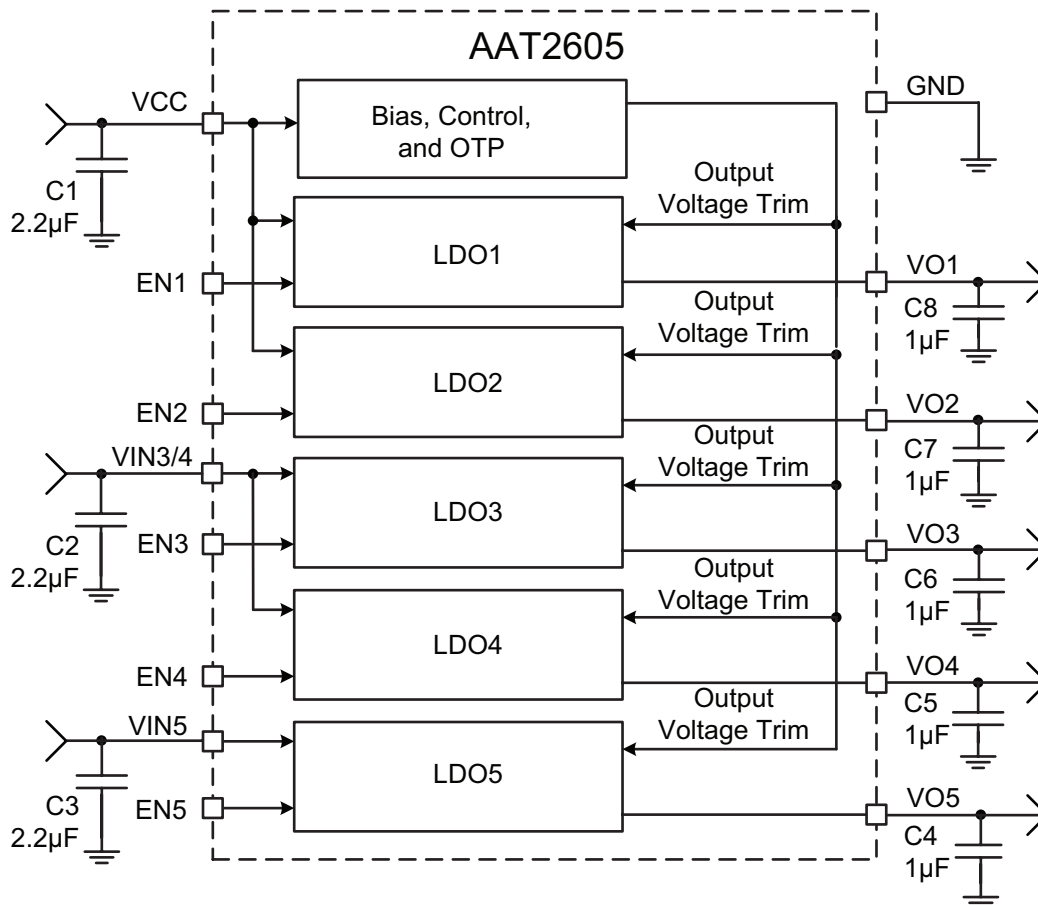 AAT2605
VCC
Bias, Control,
and OTP
GND
C1
2.2µF
Output
Voltage Trim
LDO1
EN1
VO1
C8
1µF
Output
Voltage Trim
LDO2
EN2
VO2
C7
1µF
Output
Voltage Trim
VIN3/4
LDO3
C2
2.2µF
EN3
VO3
C6
1µF
Output
Voltage Trim
LDO4
EN4
VO4
C5
1µF
Output
Voltage Trim
VIN5
LDO5
C3
2.2µF
EN5
VO5
C4
1µF